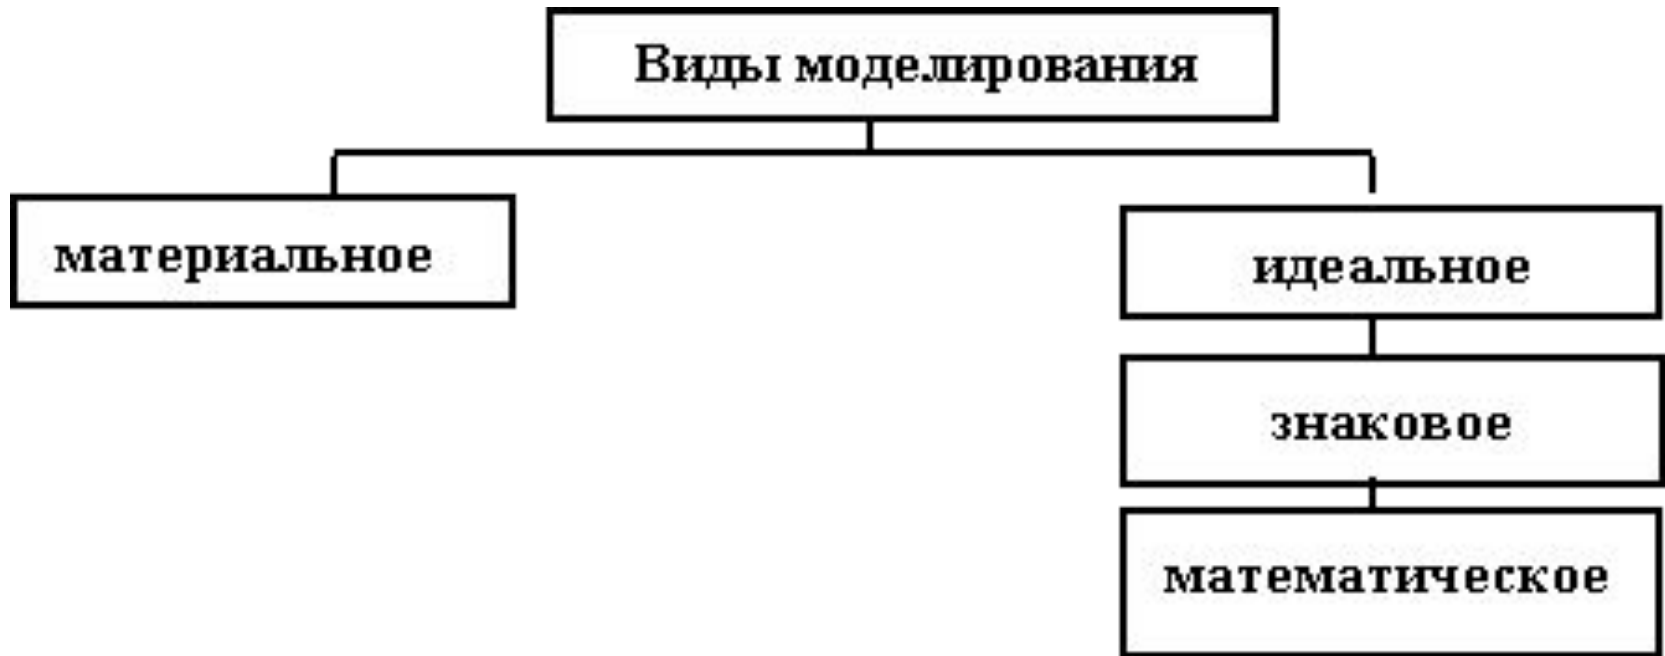 Виды моделирования
материальное
идеальное
знаковое
математическое